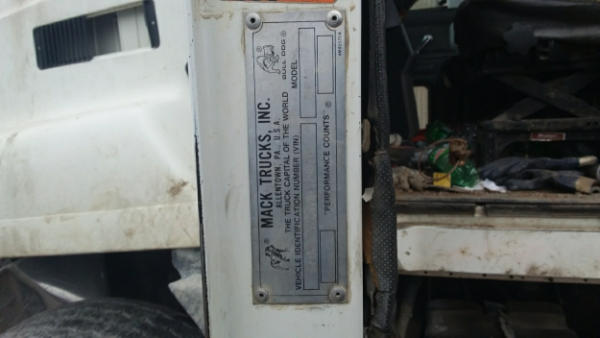 MACK TRUCKS, INC.
ALLENTOWN, PA., U.S.A.
THE TRUCK CAPITAL OF THE WORLD
VEHICLE IDENTIFICATION NUMBER (VIN)
MODEL
"PERFORMANCE COUNTS" ®
®
BULL DOG ®
®